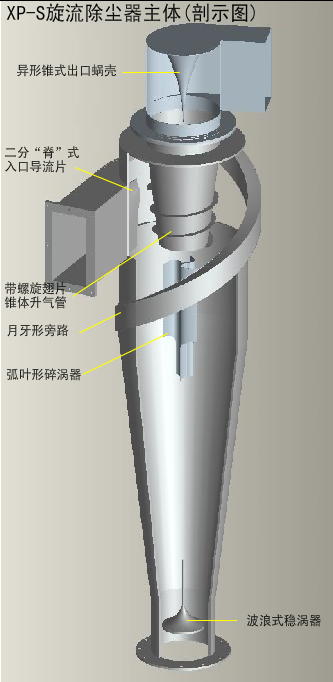 XP-S旋流除尘器主体(剖示图)
异形锥式出口蜗壳
二分“脊”式
入口导流片
带螺旋翅片
锥体升气管
月牙形旁路
弧叶形碎涡器
波浪式稳涡器